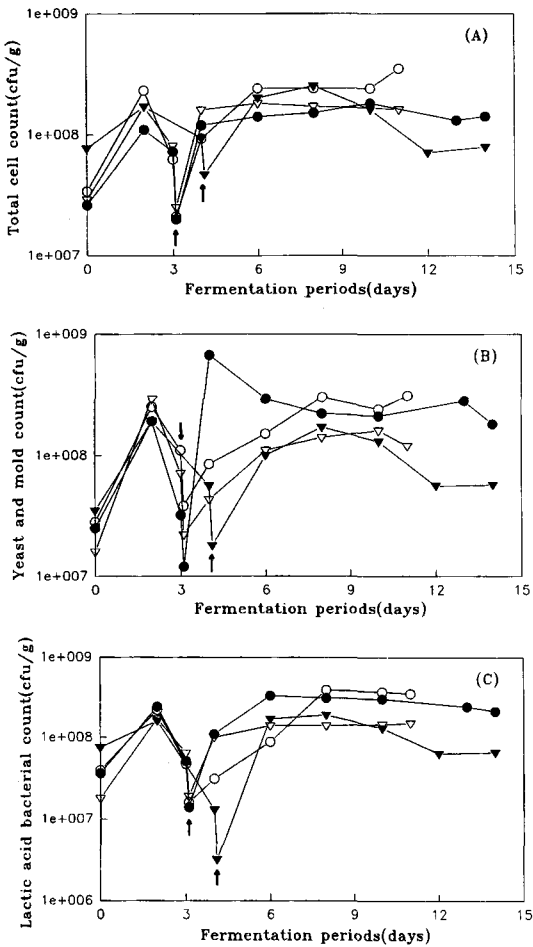 1e+009
(A)
Total cell count(cfu/g)
1e+008
1e+007
0 3 6 9 12 15
Fermentation periods(days)
1e+009
(B)
Yeast and mold count(cfu/g)
1e+008
1e+007
0 3 6 9 12 15
Fermentation periods(days)
1e+009
(C)
Lactic acid bacterial count(cfu/g)
1e+008
1e+007
1e+006
0 3 6 9 12 15
Fermentation periods(days)